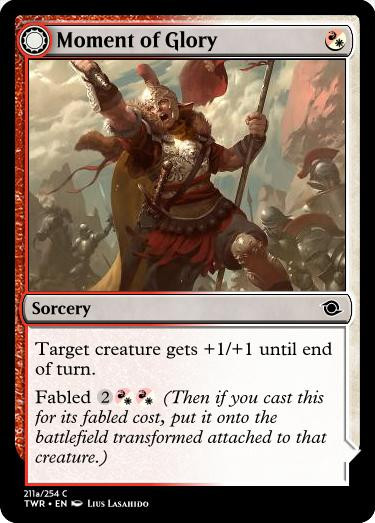 Moment of Glory
Sorcery
Target creature gets +1/+1 until end
of turn.
Fabled 2 (Then if you cast this
for its fabled cost, put it onto the
battlefield transformed attached to that
creature.)
211a/254 C
TWR • EN Lius Lasahido